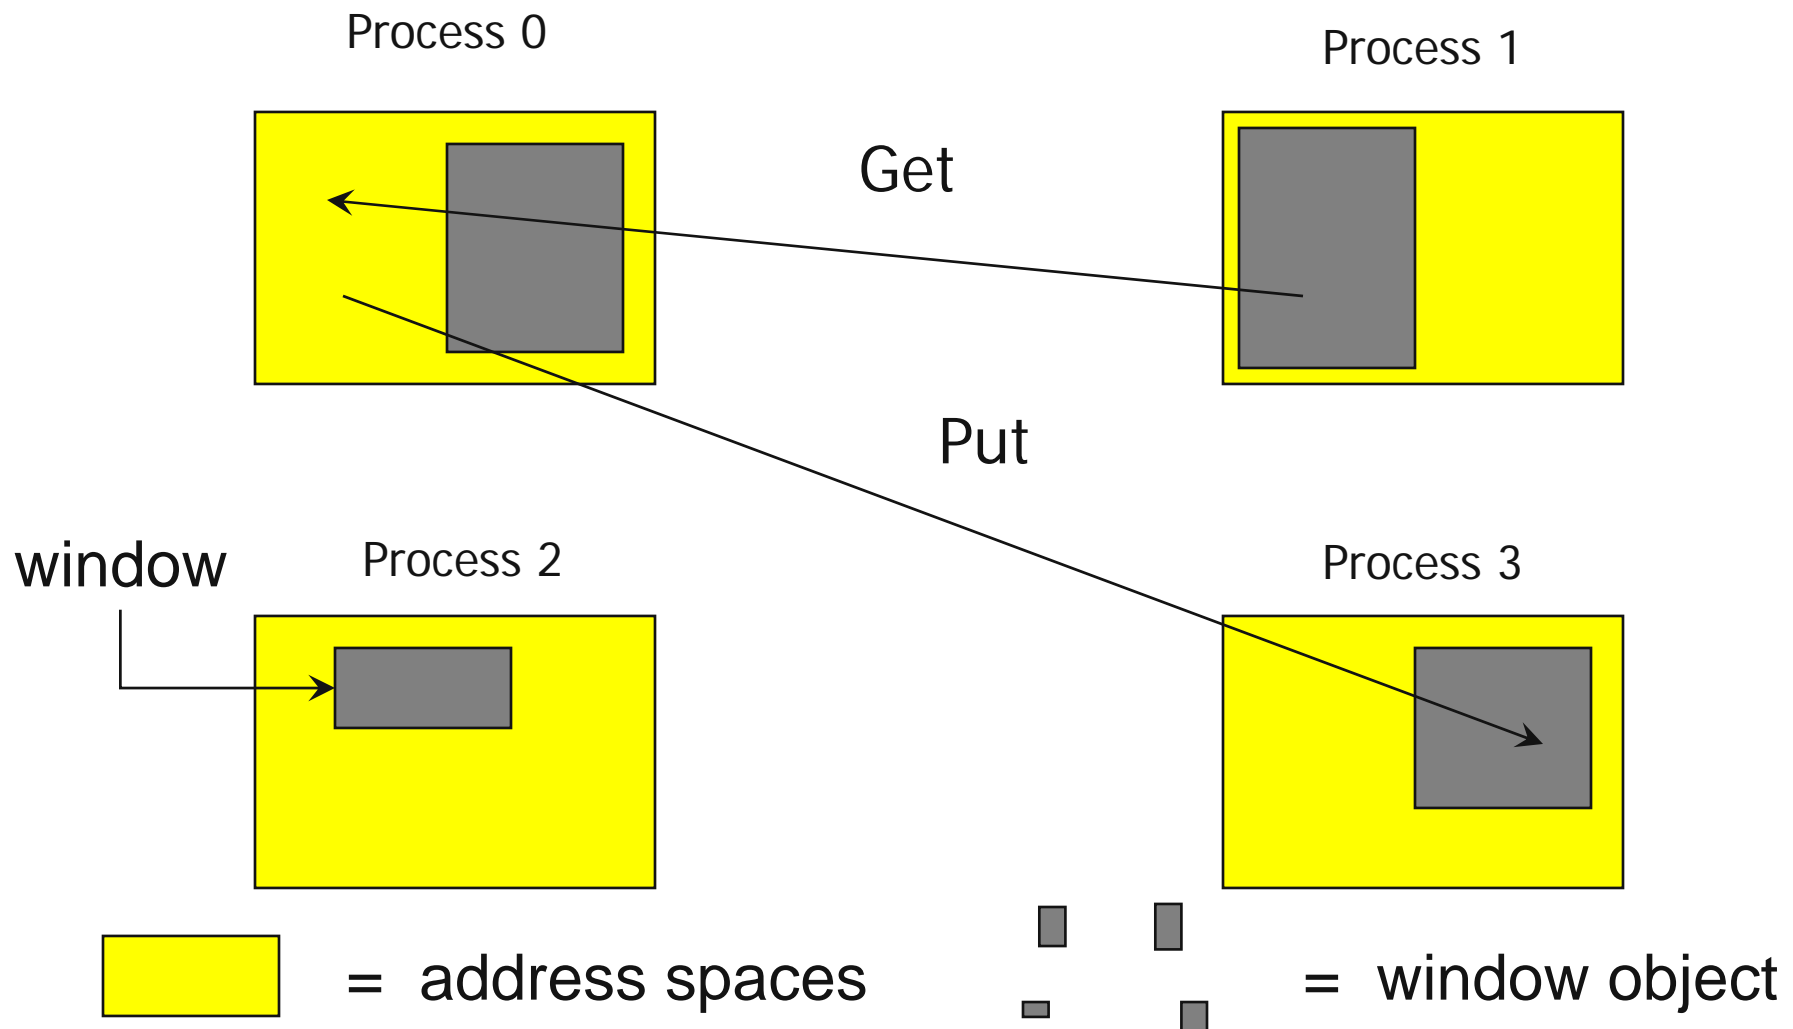 Process 0
Process 1
Get
Put
window
Process 2
Process 3
= address spaces
= window object